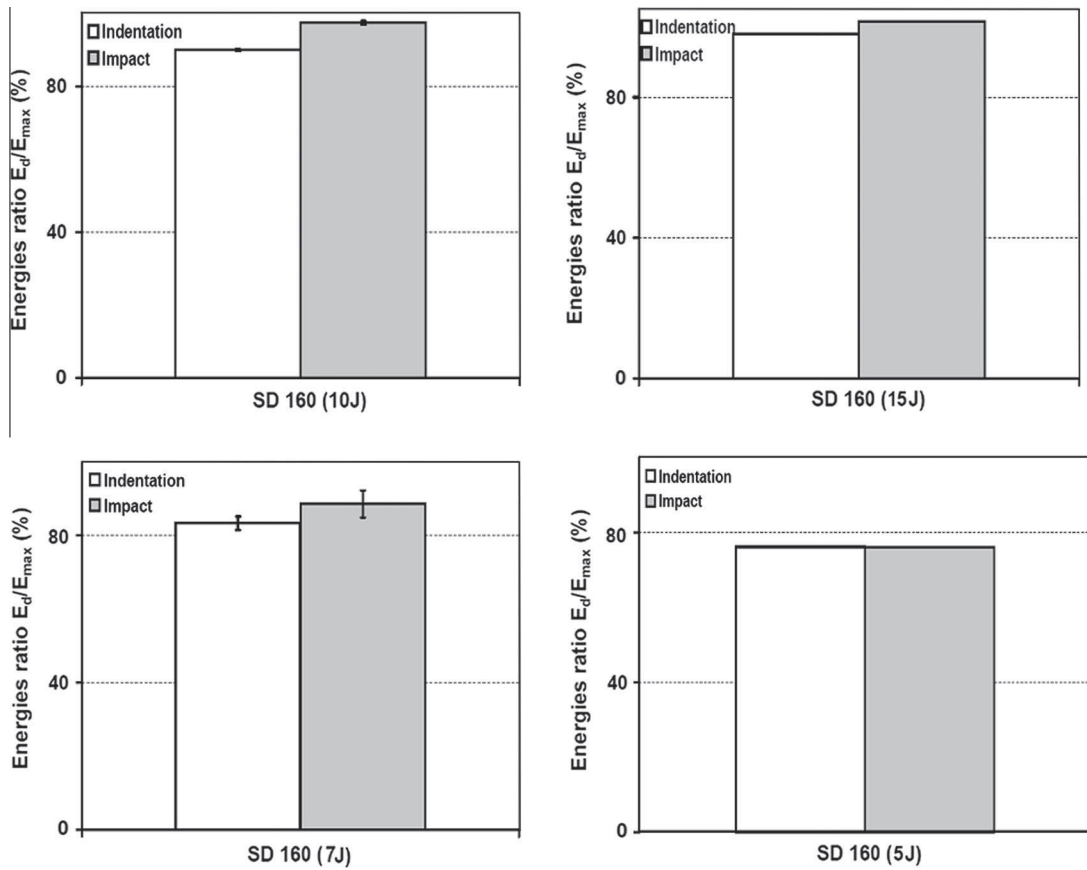 Indentation
Impact
80
40
0
Energies ratio Ed/Emax (%)
SD 160 (10J)
Indentation
Impact
80
40
0
Energies ratio Ed/Emax (%)
SD 160 (15J)
Indentation
Impact
80
40
0
Energies ratio Ed/Emax (%)
SD 160 (7J)
Indentation
Impact
80
40
0
Energies ratio Ed/Emax (%)
SD 160 (5J)